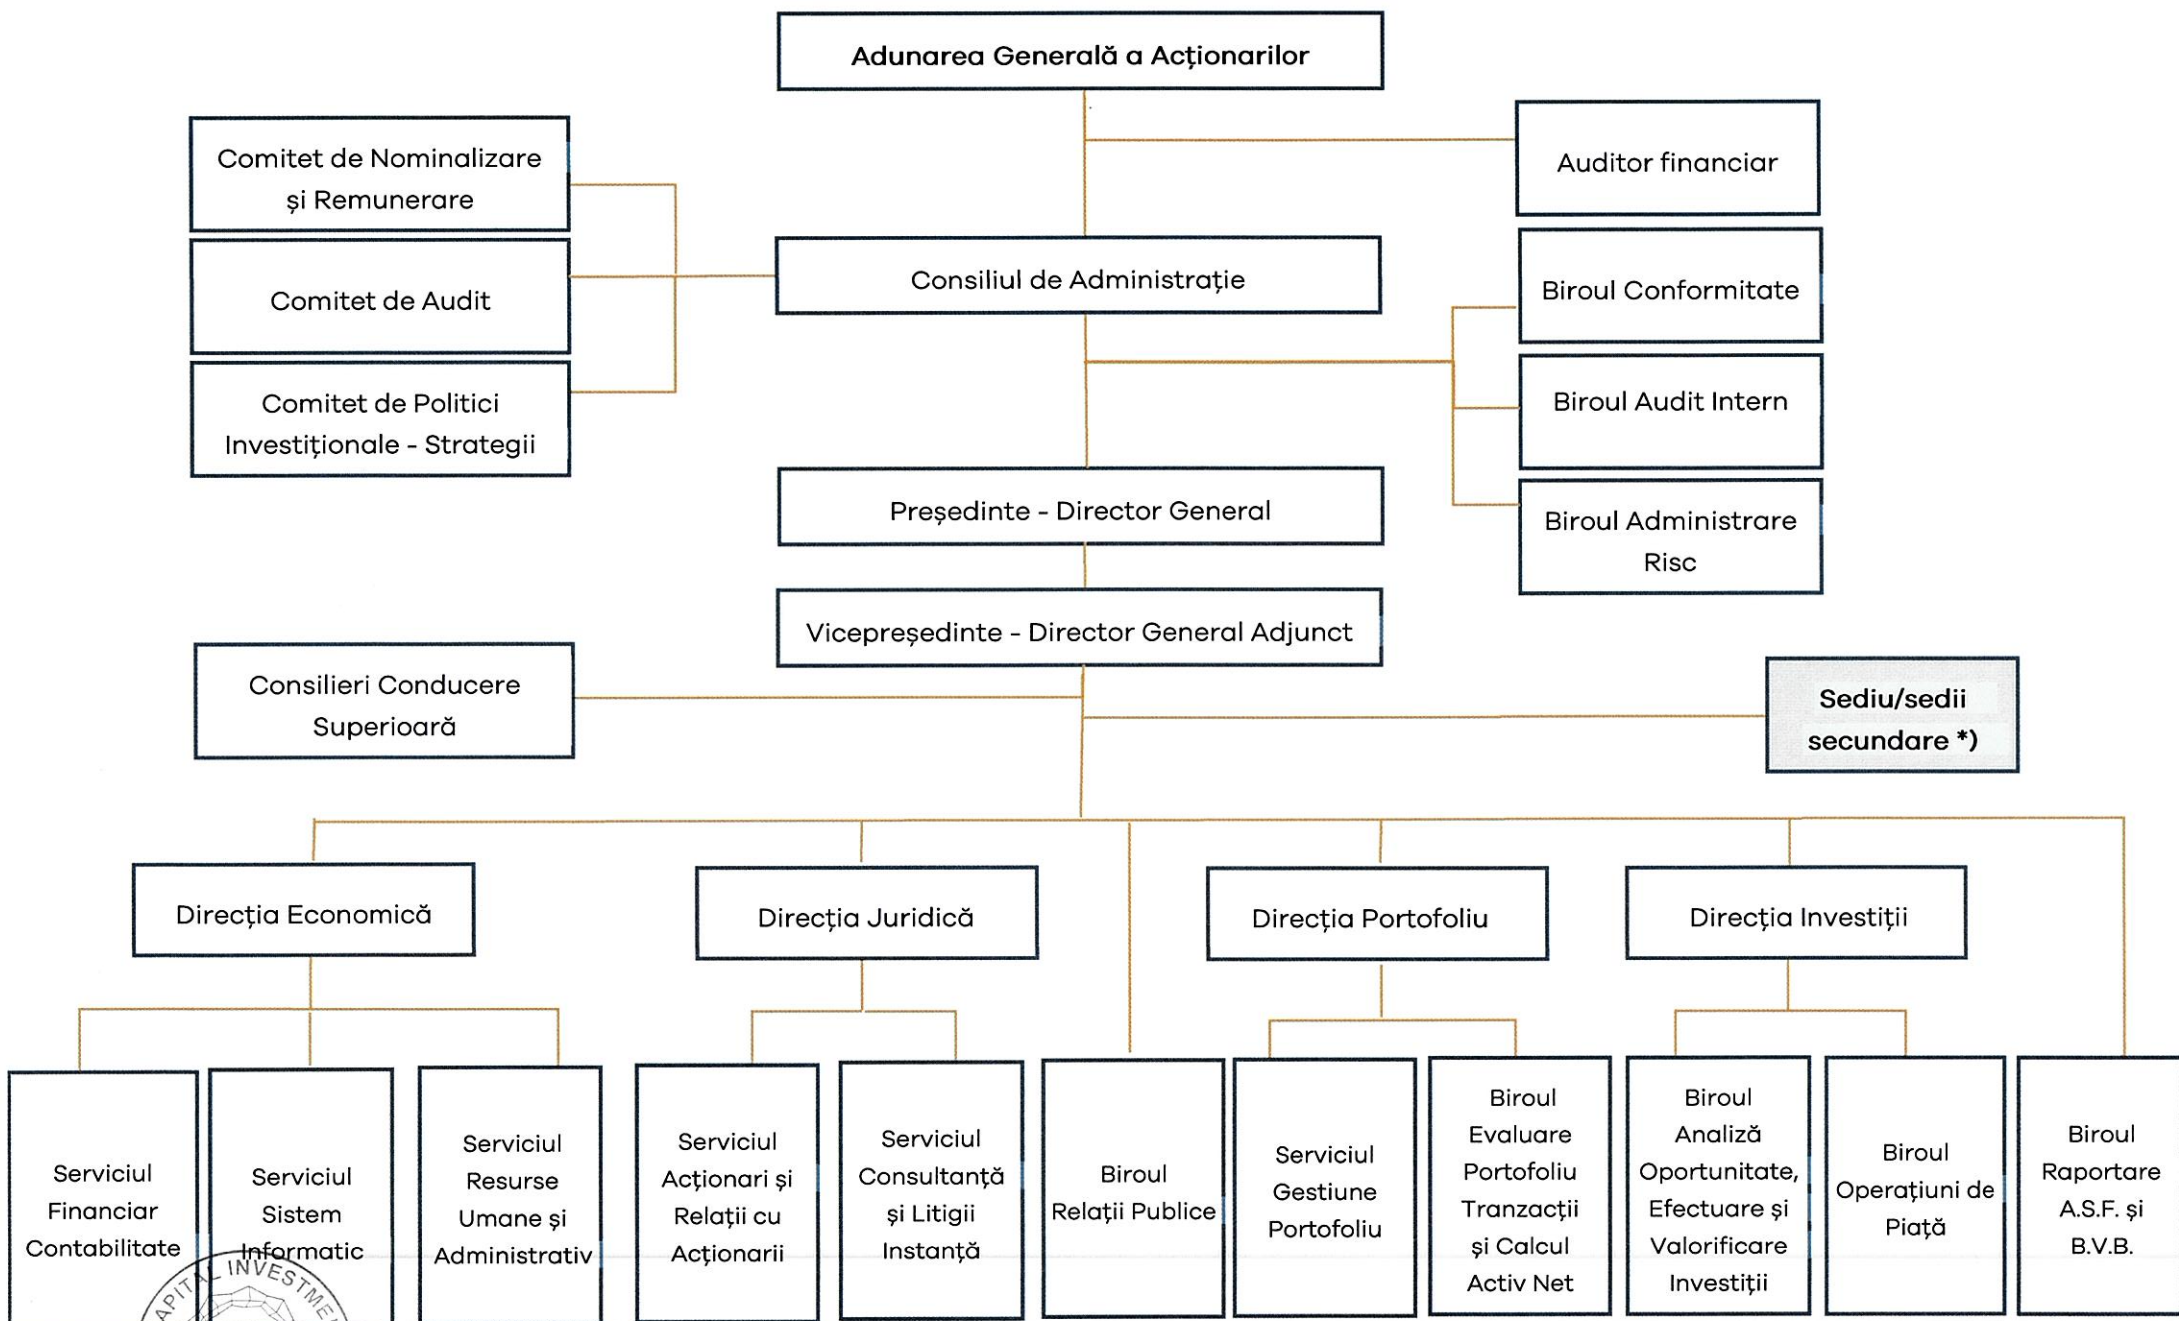 Adunarea Generală a Acționarilor
Comitet de Nominalizare
și Remunerare
Auditor financiar
Comitet de Audit
Consiliul de Administrație
Biroul Conformitate
Comitet de Politici
Investiționale - Strategii
Biroul Audit Intern
Președinte - Director General
Biroul Administrare
Risc
Vicepreședinte - Director General Adjunct
Consilieri Conducere
Superioară
Sediu/sedii
secundare *)
Direcția Economică
Direcția Juridică
Direcția Portofoliu
Direcția Investiții
Serviciul
Financiar
Contabilitate
Serviciul
Sistem
Informatic
Serviciul
Resurse
Umane și
Administrativ
Serviciul
Acționari și
Relații cu
Acționarii
Serviciul
Consultanță
și Litigii
Instanță
Biroul
Relații Publice
Serviciul
Gestiune
Portofoliu
Biroul
Evaluare
Portofoliu
Tranzacții
și Calcul
Activ Net
Biroul
Analiză
Oportunitate,
Efectuare și
Valorificare
Investiții
Biroul
Operațiuni de
Piață
Biroul
Raportare
A.S.F. și
B.V.B.
APITAL INVESTME